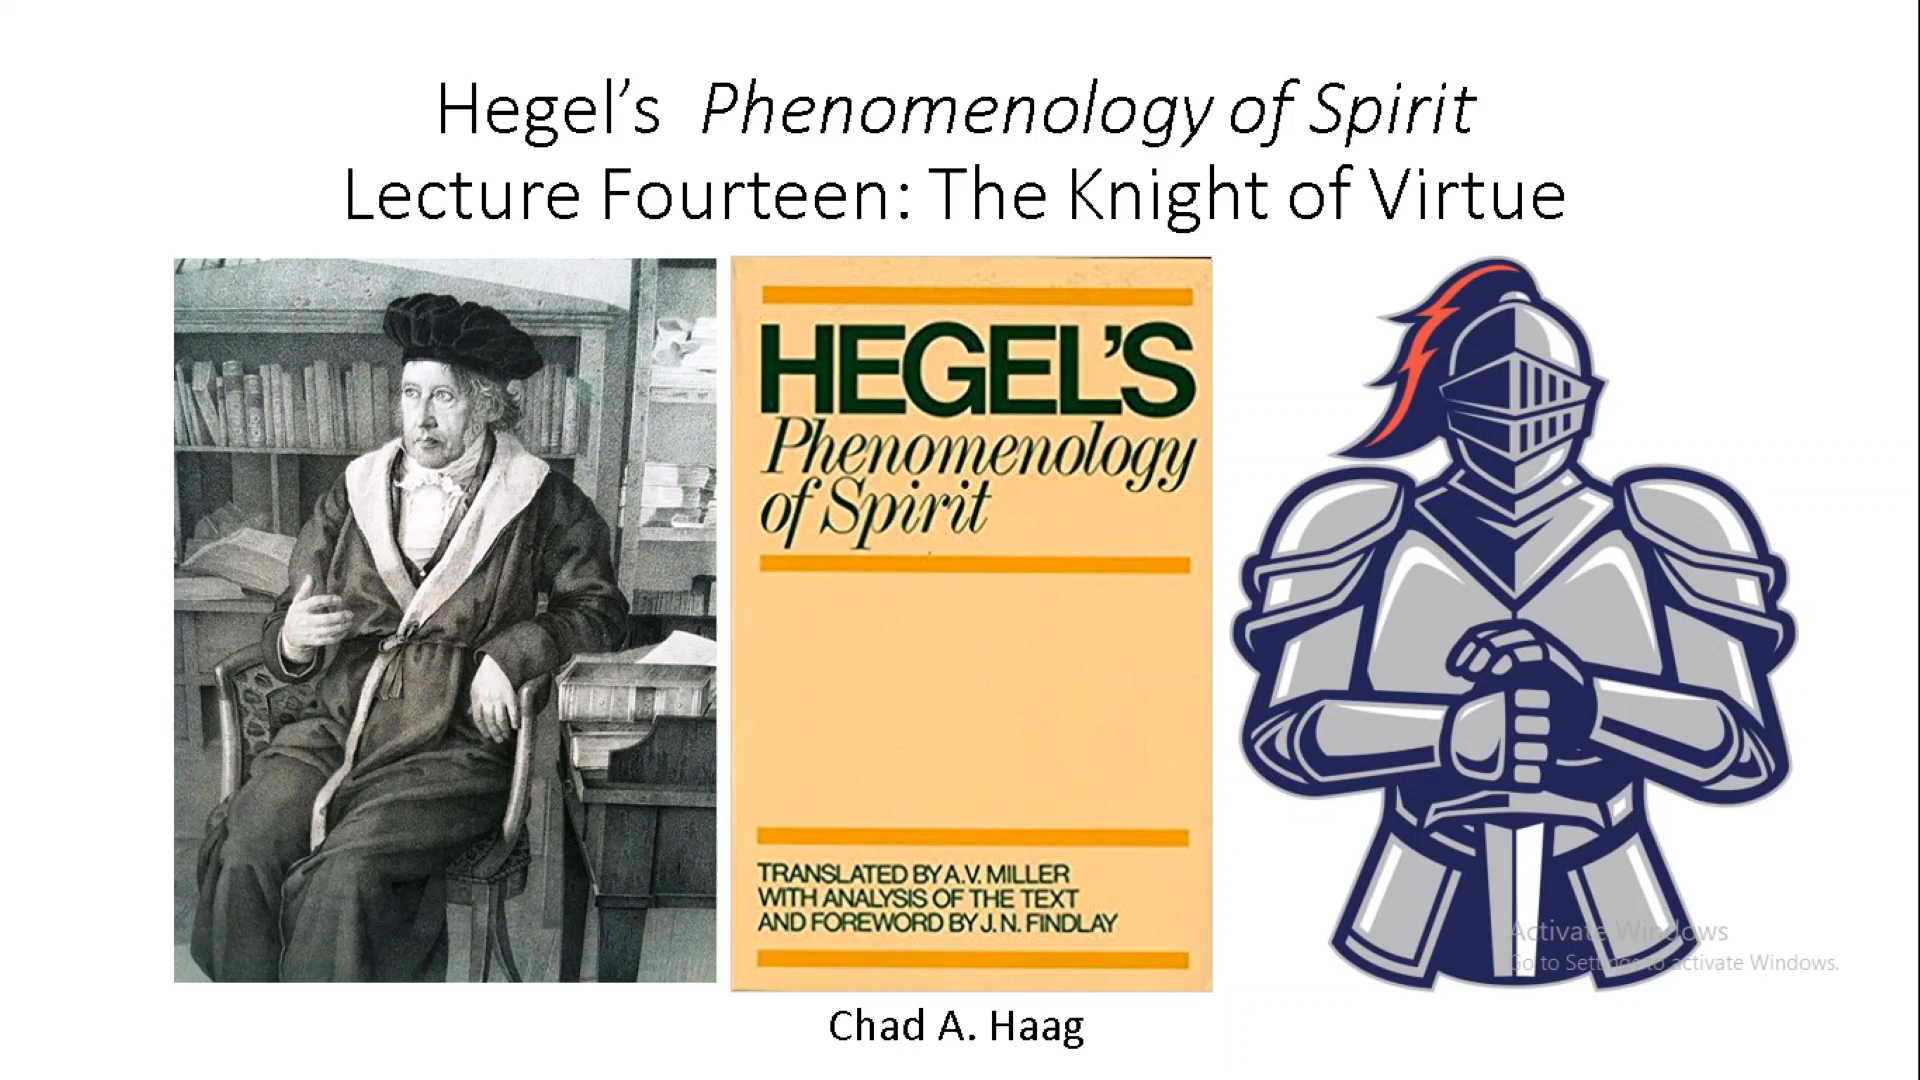 Hegel's Phenomenology of Spirit
Lecture Fourteen: The Knight of Virtue
HEGEL'S
Phenomenology
of Spirit
TRANSLATED BY A.V. MILLER
WITH ANALYSIS OF THE TEXT
AND FOREWORD BY J. N. FINDLAY
Activate Windows
Go to Settings to activate Windows.
Chad A. Haag